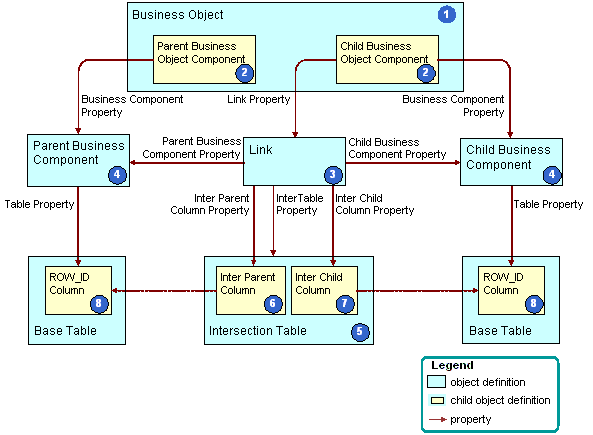 Business Object
1
Parent Business
Object Component
2
Child Business
Object Component
2
Business Component
Property
Link Property
Business Component
Property
Parent Business
Component
4
Parent Business
Component Property
Link
3
Child Business
Component Property
Child Business
Component
4
Table Property
Inter Parent
Column Property
InterTable
Property
Inter Child
Column Property
Table Property
ROW_ID
Column
8
Base Table
Inter Parent
Column
6
Inter Child
Column
7
Intersection Table
5
ROW_ID
Column
8
Base Table
Legend
object definition
child object definition
property